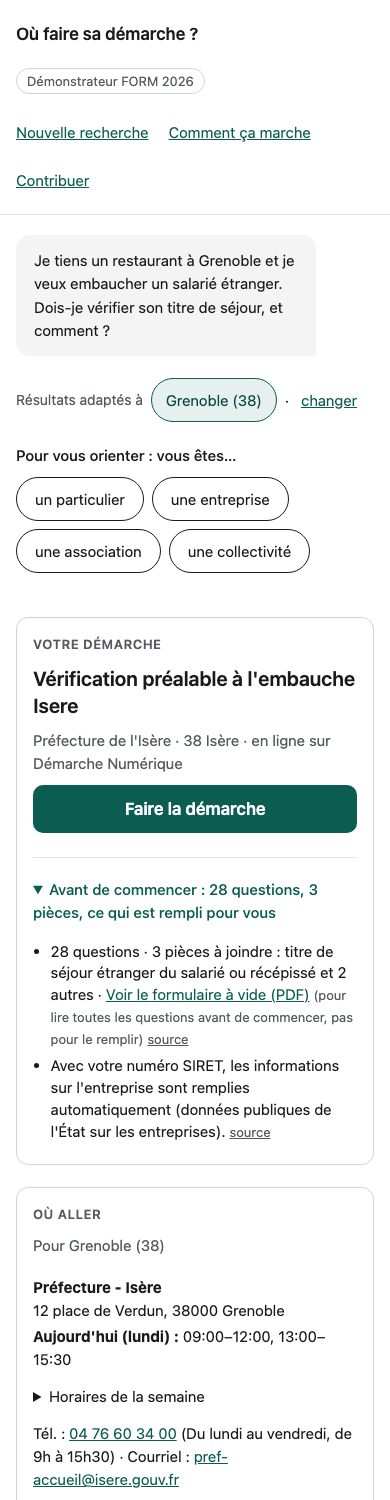 Où faire sa démarche ?
Démonstrateur FORM 2026
Nouvelle recherche Comment ça marche
Contribuer
Je tiens un restaurant à Grenoble et je
veux embaucher un salarié étranger.
Dois-je vérifier son titre de séjour, et
comment ?
Résultats adaptés à Grenoble (38) · changer
Pour vous orienter : vous êtes...
un particulier une entreprise
une association une collectivité
VOTRE DÉMARCHE
Vérification préalable à l'embauche
Isere
Préfecture de l'Isère · 38 Isère · en ligne sur
Démarche Numérique
Faire la démarche
▼ Avant de commencer : 28 questions, 3
pièces, ce qui est rempli pour vous
• 28 questions · 3 pièces à joindre : titre de
séjour étranger du salarié ou récépissé et 2
autres · Voir le formulaire à vide (PDF) (pour
lire toutes les questions avant de commencer, pas
pour le remplir) source
• Avec votre numéro SIRET, les informations
sur l'entreprise sont remplies
automatiquement (données publiques de
l'État sur les entreprises). source
OÙ ALLER
Pour Grenoble (38)
Préfecture - Isère
12 place de Verdun, 38000 Grenoble
Aujourd'hui (lundi) : 09:00–12:00, 13:00–
15:30
▶ Horaires de la semaine
Tél. : 04 76 60 34 00 (Du lundi au vendredi, de
9h à 15h30) · Courriel : pref-
accueil@isere.gouv.fr